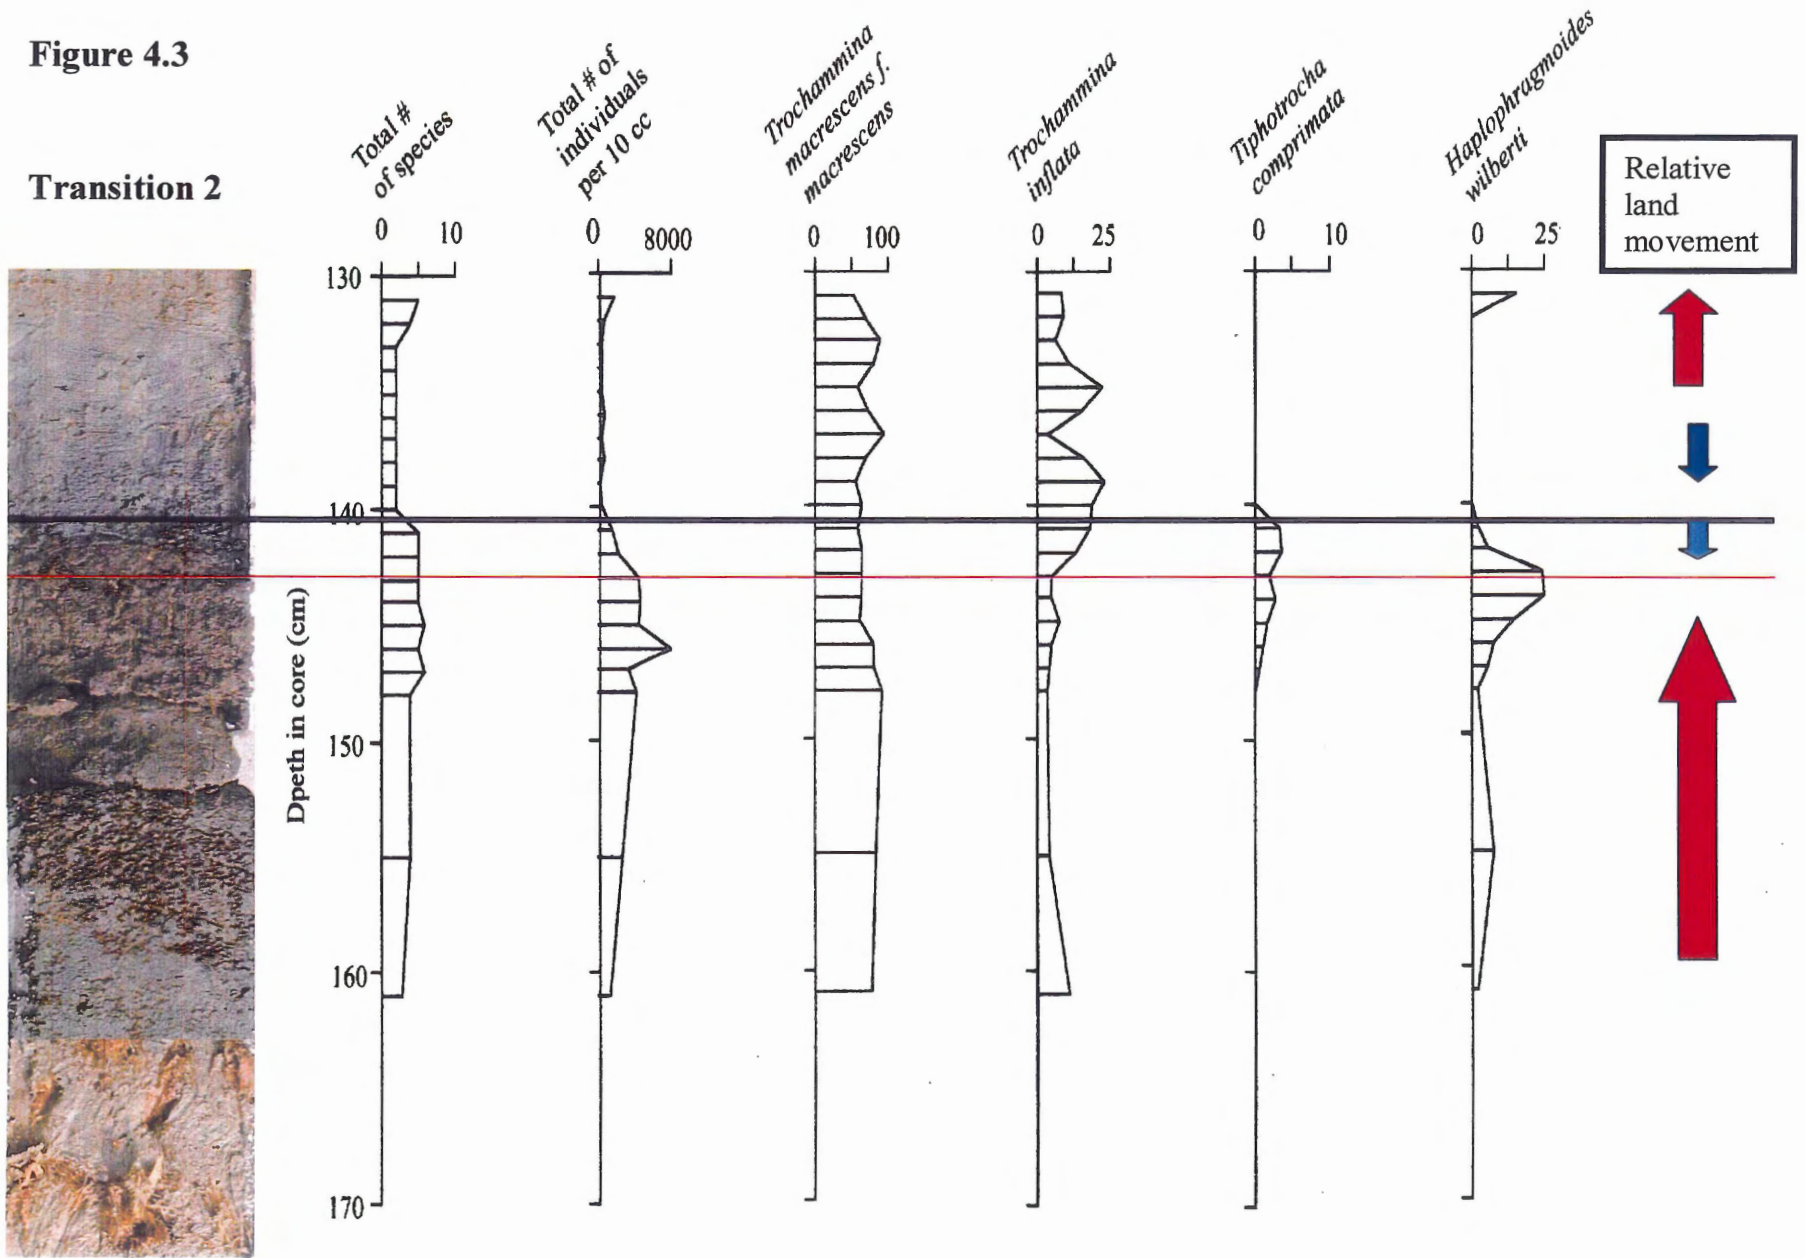 Figure 4.3
Transition 2
Total #
of species
Total # of
individuals
per 10 cc
Trochammina
macrescens f.
macrescens
Trochammina
inflata
Tiphotrocha
comprimata
Haplophragmoides
wilberti
Relative
land
movement
0 10
0 8000
0 100
0 25
0 10
0 25
130
140
150
160
170
Dpeth in core (cm)